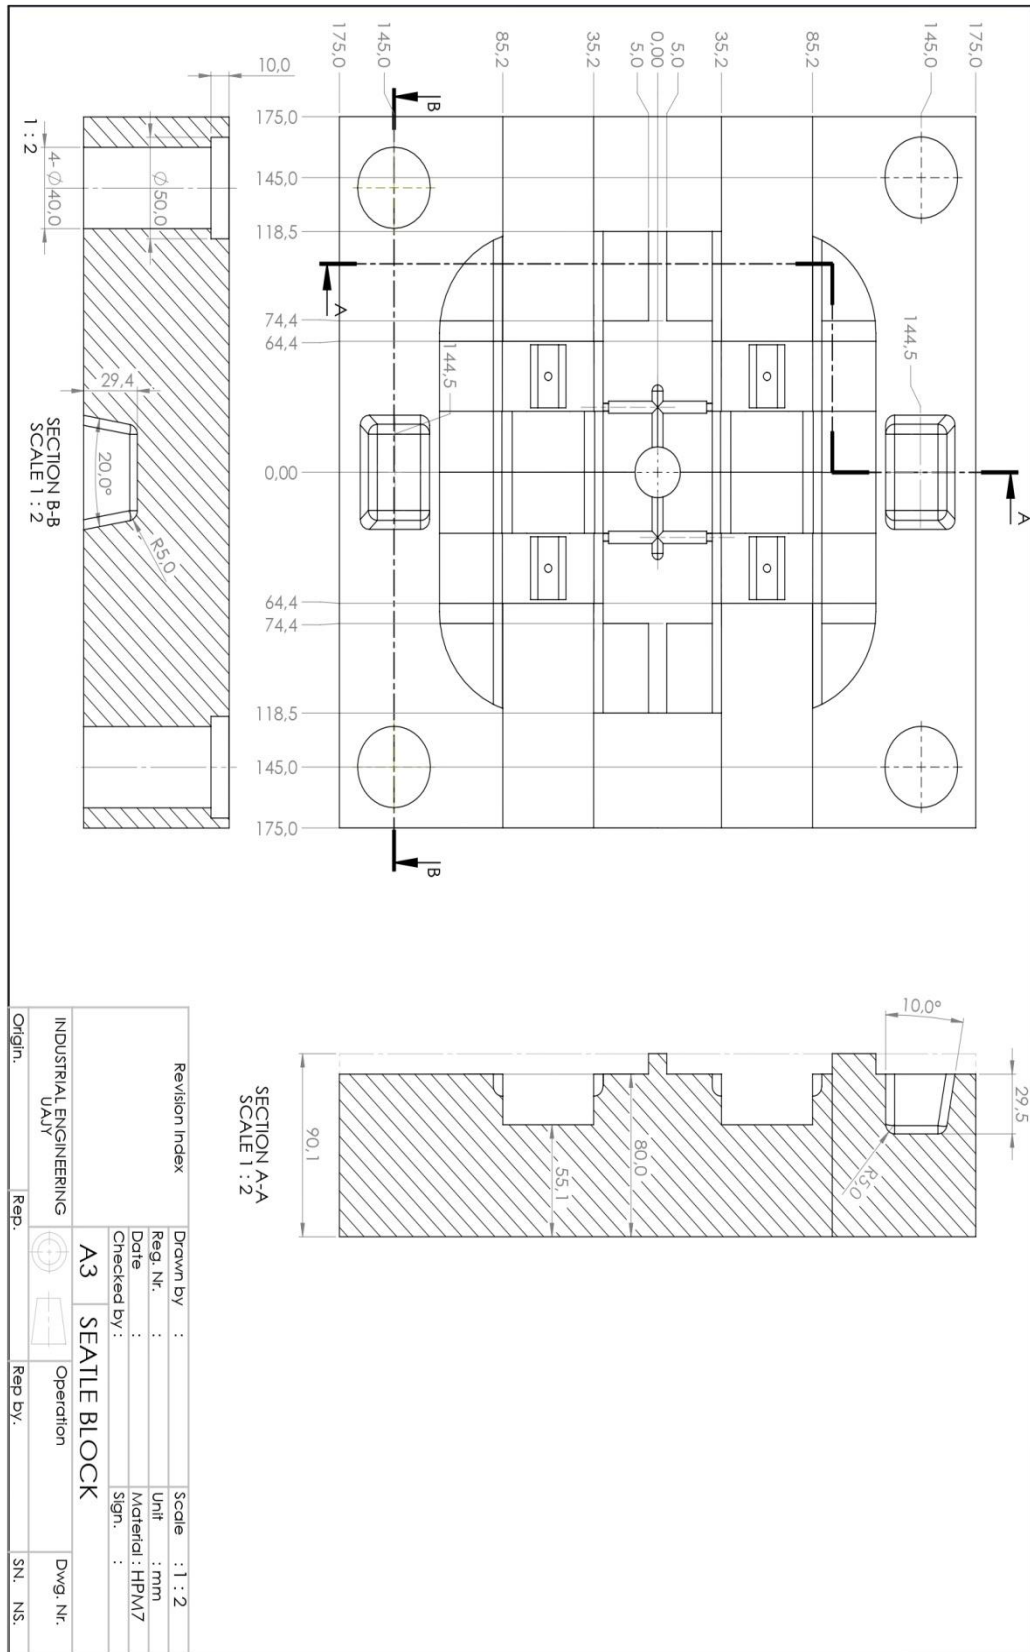 175,0
145,0
85,2
35,2
5,0
0,00
5,0
35,2
85,2
145,0
175,0
175,0
145,0
118,5
74,4
64,4
0,00
64,4
74,4
118,5
145,0
175,0
B
B
A
A
144,5
144,5
10,0
4- Ø 40,0
Ø 50,0
1 : 2
29,4
20,0°
R5,0
SECTION B-B
SCALE 1 : 2
10,0°
29,5
R5,0
55,1
80,0
90,1
SECTION A-A
SCALE 1 : 2
Revision Index
Drawn by :
Scale : 1 : 2
Reg. Nr. :
Unit : mm
Date :
Material : HPM7
Checked by :
Sign. :
INDUSTRIAL ENGINEERING
UAJY
A3
SEATLE BLOCK
Operation
Dwg. Nr.
Origin.
Rep.
Rep by.
SN. NS.